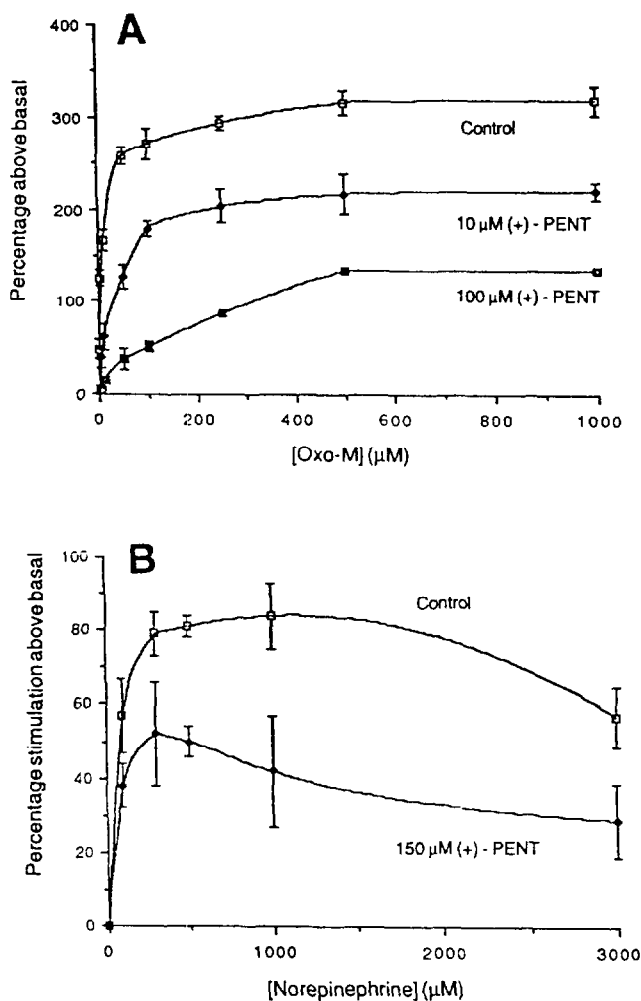 A
Percentage above basal
400
300
200
100
0
Control
10 µM (+) - PENT
100 µM (+) - PENT
0
200
400
600
800
1000
[Oxo-M] (µM)
B
Percentage stimulation above basal
100
80
60
40
20
0
Control
150 µM (+) - PENT
0
1000
2000
3000
[Norepinephrine] (µM)